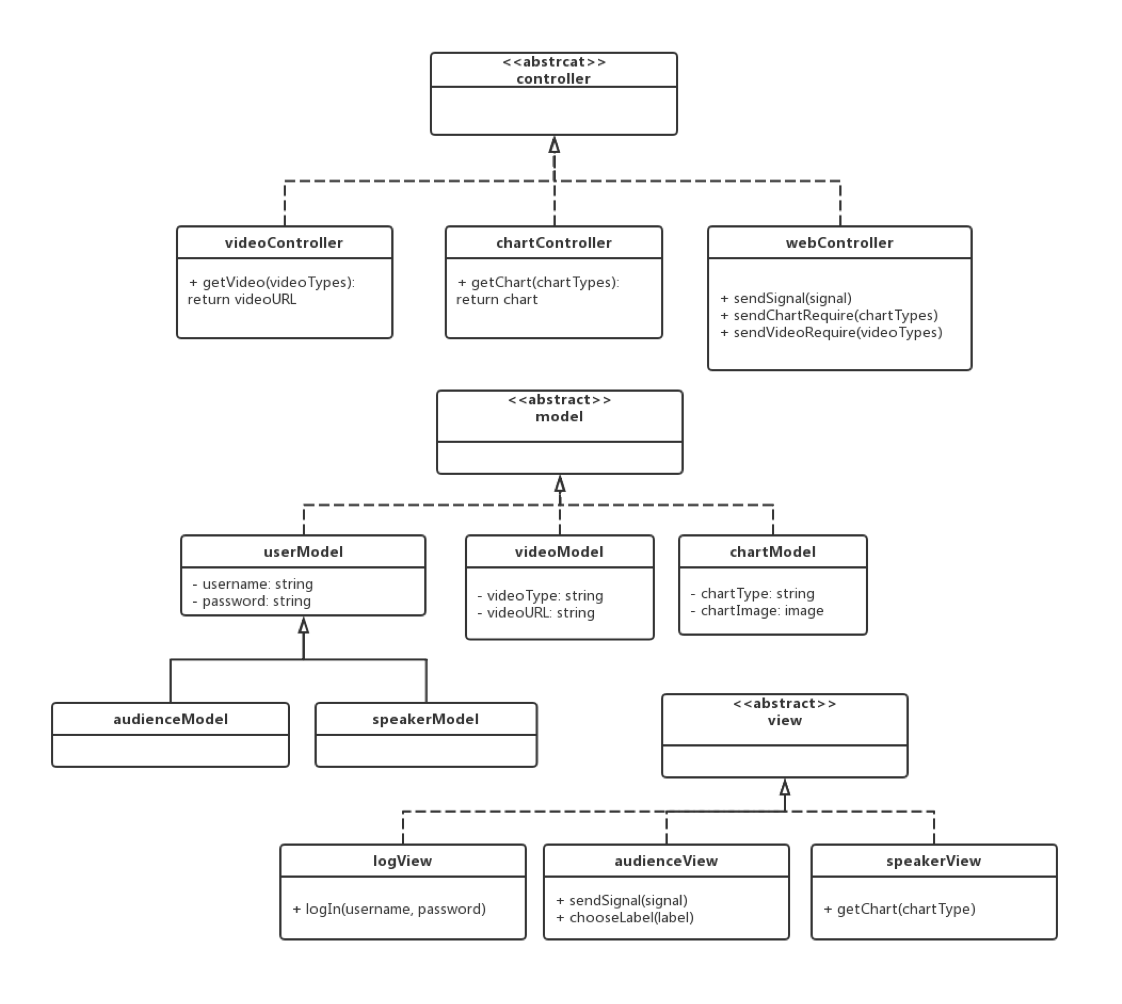 <<abstrcat>>
controller
videoController
+ getVideo(videoTypes):
return videoURL
chartController
+ getChart(chartTypes):
return chart
webController
+ sendSignal(signal)
+ sendChartRequire(chartTypes)
+ sendVideoRequire(videoTypes)
<<abstract>>
model
userModel
- username: string
- password: string
videoModel
- videoType: string
- videoURL: string
chartModel
- chartType: string
- chartImage: image
audienceModel
speakerModel
<<abstract>>
view
logView
+ logIn(username, password)
audienceView
+ sendSignal(signal)
+ chooseLabel(label)
speakerView
+ getChart(chartType)